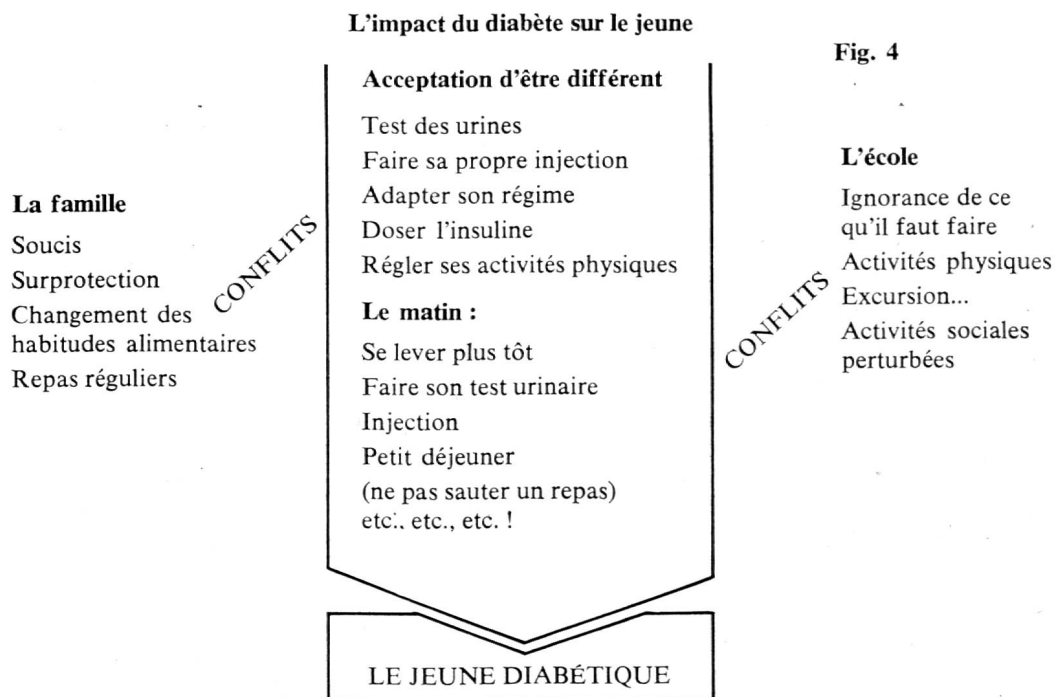 L'impact du diabète sur le jeune
Fig. 4
La famille
Soucis
Surprotection
Changement des
habitudes alimentaires
Repas réguliers
CONFLITS
Acceptation d'être différent
Test des urines
Faire sa propre injection
Adapter son régime
Doser l'insuline
Régler ses activités physiques
Le matin :
Se lever plus tôt
Faire son test urinaire
Injection
Petit déjeuner
(ne pas sauter un repas)
etc., etc., etc. !
CONFLITS
L'école
Ignorance de ce
qu'il faut faire
Activités physiques
Excursion...
Activités sociales
perturbées
LE JEUNE DIABÉTIQUE